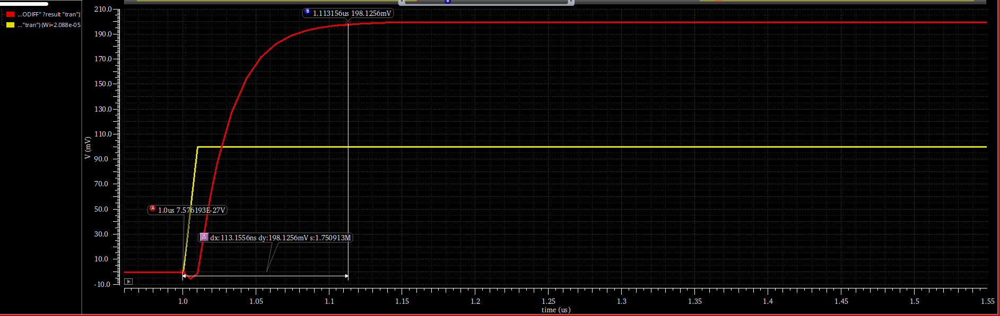 ...ODIFF" ?result "tran")
..."tran") (Wi=2.088e-05
B
210.0
B 1.113156us 198.1256mV
190.0
170.0
150.0
130.0
110.0
V (mV)
90.0
70.0
50.0
A 1.0us 7.576193E-27V
30.0
Δ dx:113.1556ns dy:198.1256mV s:1.750913M
10.0
-10.0
1.0 1.05 1.1 1.15 1.2 1.25 1.3 1.35 1.4 1.45 1.5 1.55
time (us)